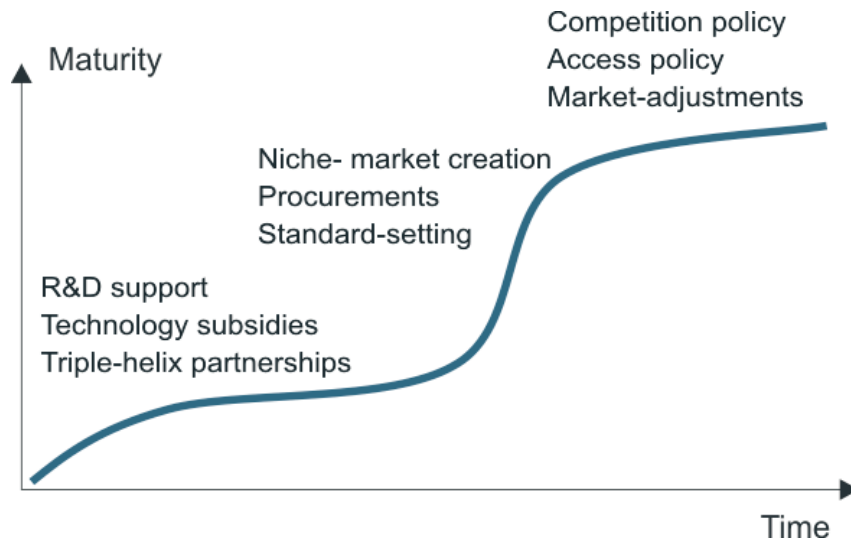 Competition policy
Access policy
Market-adjustments
Maturity
Niche- market creation
Procurements
Standard-setting
R&D support
Technology subsidies
Triple-helix partnerships
Time